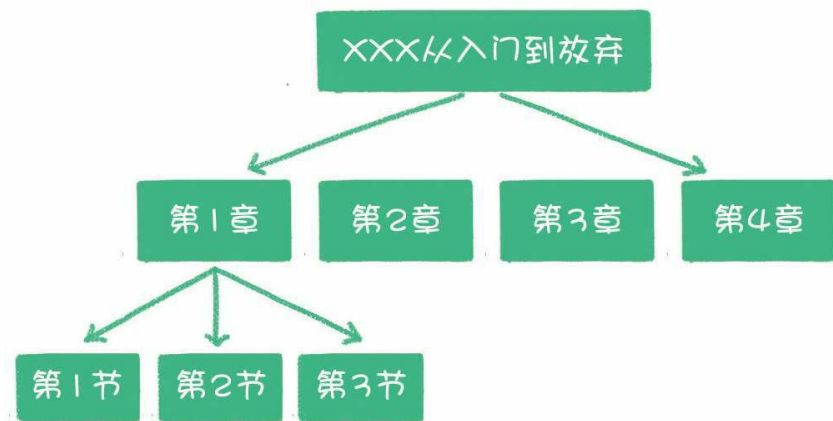 XXX从入门到放弃
第1章
第2章
第3章
第4章
第1节
第2节
第3节